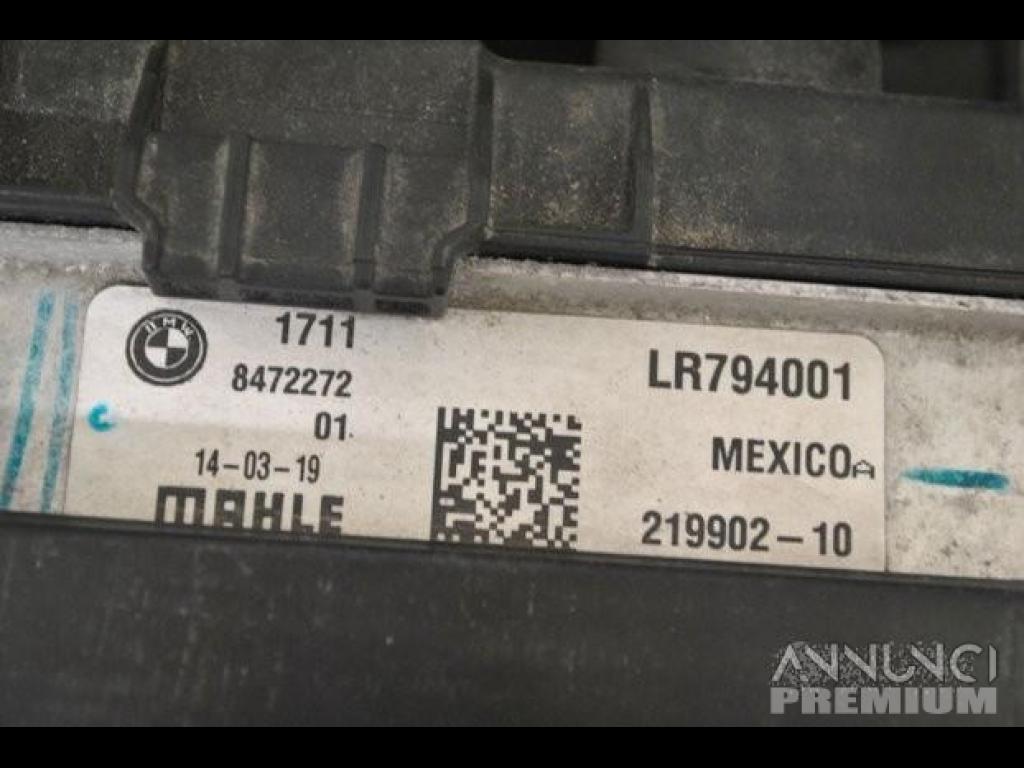 BMW
1711
8472272
01
14-03-19
MAHLE
LR794001
MEXICO A
219902-10
ANNUNCI
PREMIUM